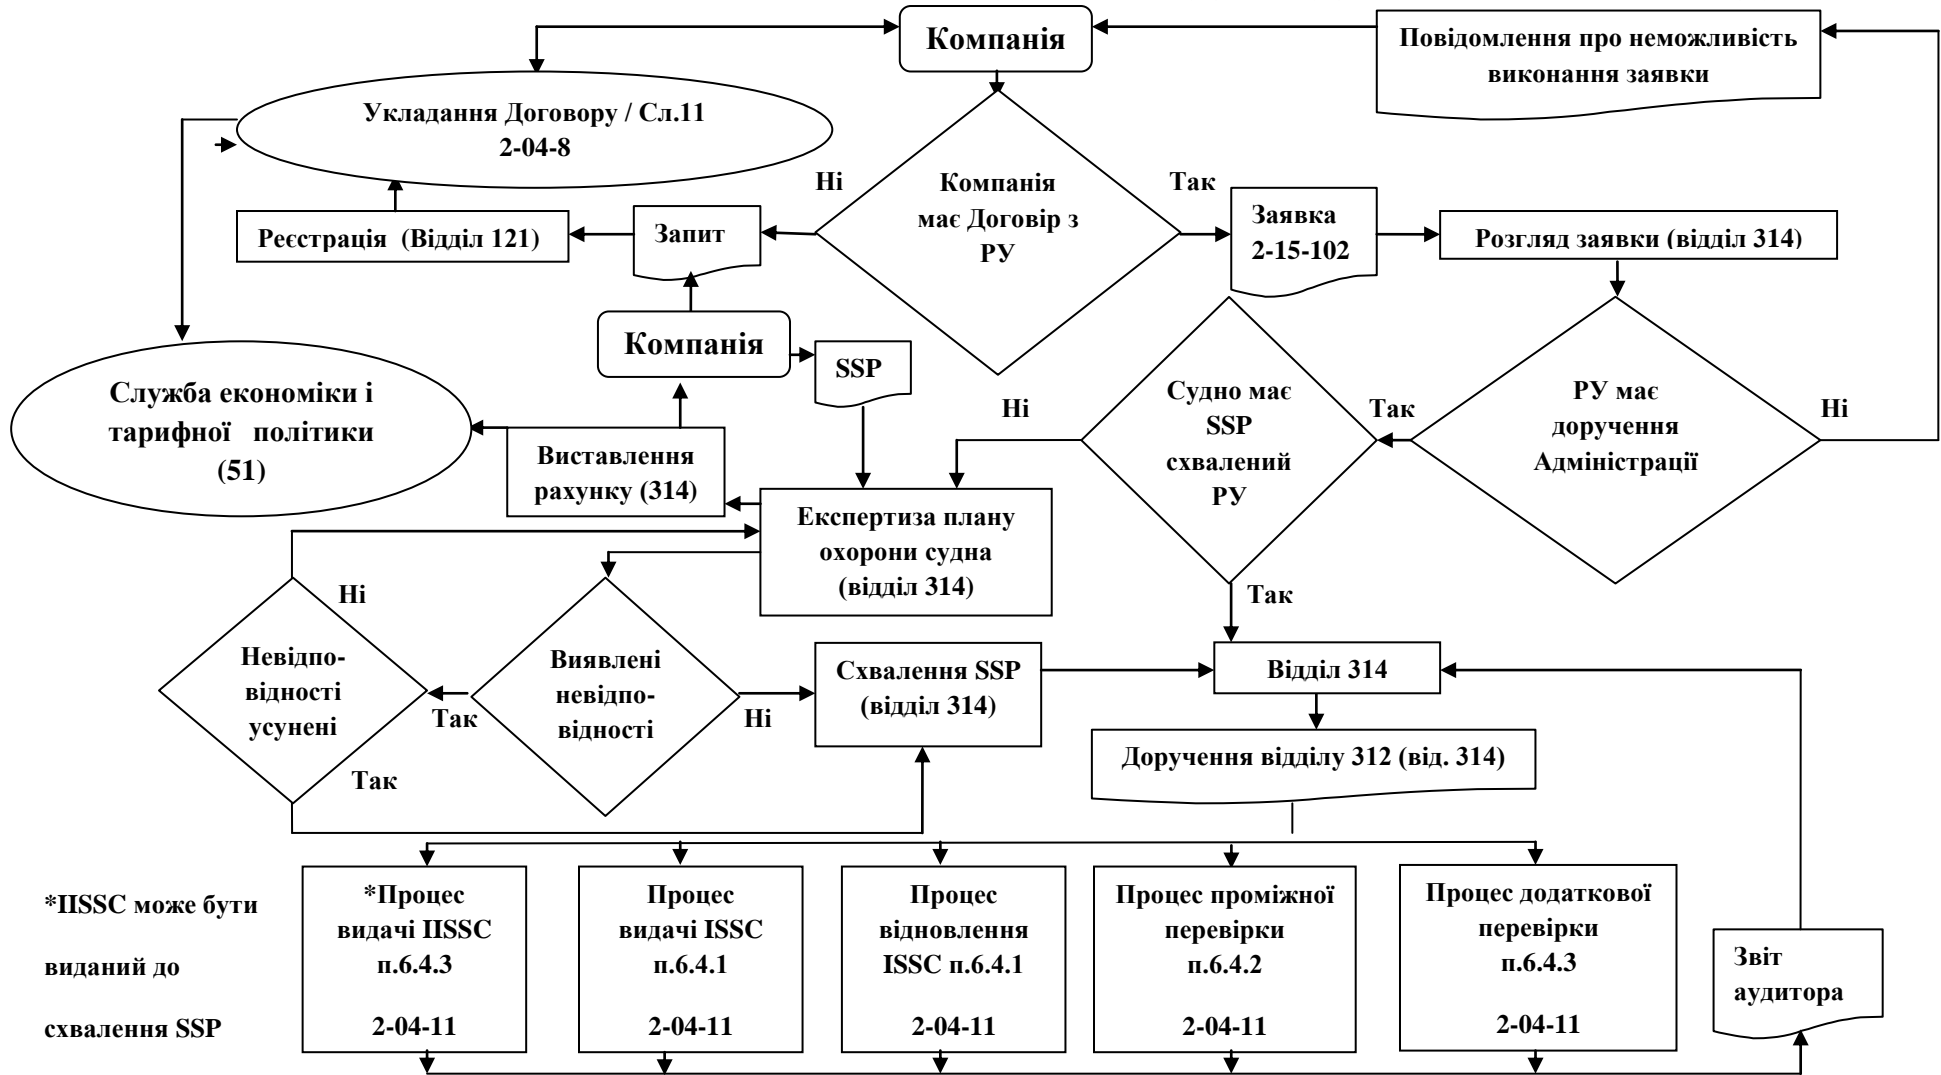 Компанія
Повідомлення про неможливість
виконання заявки
Укладання Договору / Сл.11
2-04-8
Ні
Компанія
має Договір з
РУ
Так
Заявка
2-15-102
Розгляд заявки (відділ 314)
Реєстрація (Відділ 121)
Запит
Компанія
SSP
Служба економіки і
тарифної політики
(51)
Виставлення
рахунку (314)
Ні
Судно має
SSP
схвалений
РУ
Так
РУ має
доручення
Адміністрації
Ні
Експертиза плану
охорони судна
(відділ 314)
Так
Ні
Невідпо-
відності
усунені
Так
Виявлені
невідпо-
відності
Ні
Схвалення SSP
(відділ 314)
Відділ 314
Так
Доручення відділу 312 (від. 314)
*IISSC може бути
виданий до
схвалення SSP
*Процес
видачі IISSC
п.6.4.3
2-04-11
Процес
видачі ISSC
п.6.4.1
2-04-11
Процес
відновлення
ISSC п.6.4.1
2-04-11
Процес проміжної
перевірки
п.6.4.2
2-04-11
Процес додаткової
перевірки
п.6.4.3
2-04-11
Звіт
аудитора